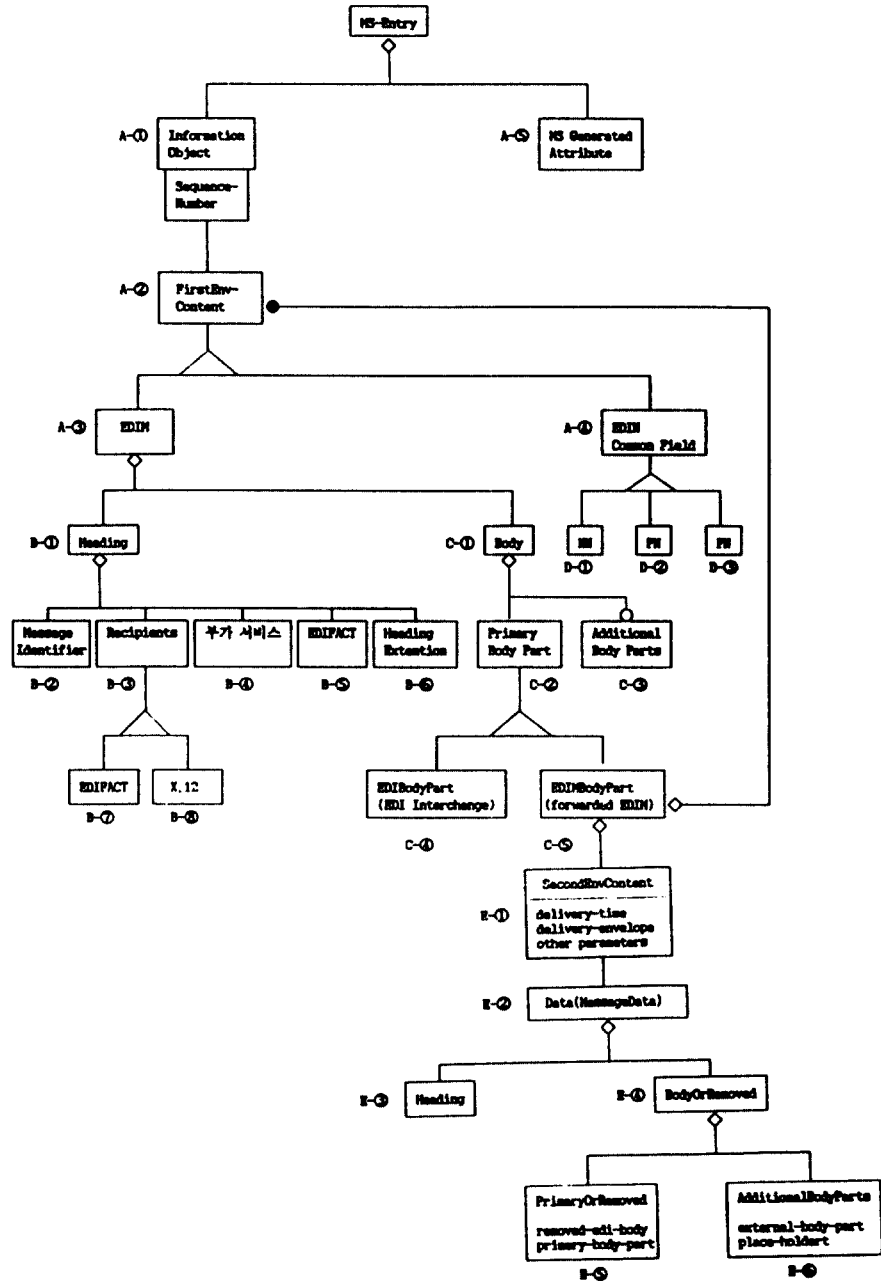 MS-Entry
A-①
Information
Object
A-⑤
MS Generated
Attribute
Sequence-
Number
A-②
FirstEnv-
Content
A-③
EDIM
A-④
EDIN
Common Field
B-①
Heading
C-①
Body
NN
PN
FN
D-①
D-②
D-③
Message
Identifier
Recipients
부가 서비스
EDIFACT
Heading
Extention
Primary
Body Part
Additional
Body Parts
B-②
B-③
B-④
B-⑤
B-⑥
C-②
C-③
EDIFACT
X.12
B-⑦
B-⑧
EDIBodyPart
(EDI Interchange)
EDIMBodyPart
(forwarded EDIM)
C-④
C-⑤
SecondEnvContent
E-①
delivery-time
delivery-envelope
other parameters
E-②
Data(MessageData)
E-③
Heading
E-④
BodyOrRemoved
PrimaryOrRemoved
removed-edi-body
primary-body-part
AdditionalBodyParts
external-body-part
place-holdert
E-⑤
E-⑥